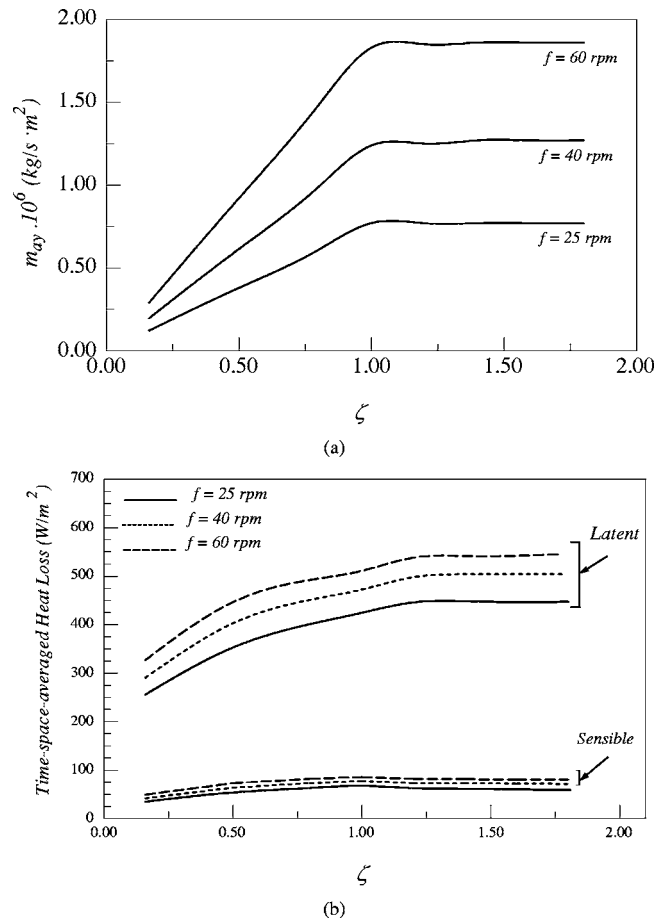 2.00
1.50
1.00
0.50
0.00
m_ay .10^6 (kg/s ·m^2)
f = 60 rpm
f = 40 rpm
f = 25 rpm
0.00 0.50 1.00 1.50 2.00
ζ
(a)
700
600
500
400
300
200
100
0
Time-space-averaged Heat Loss (W/m^2)
f = 25 rpm
f = 40 rpm
f = 60 rpm
Latent
Sensible
0.00 0.50 1.00 1.50 2.00
ζ
(b)